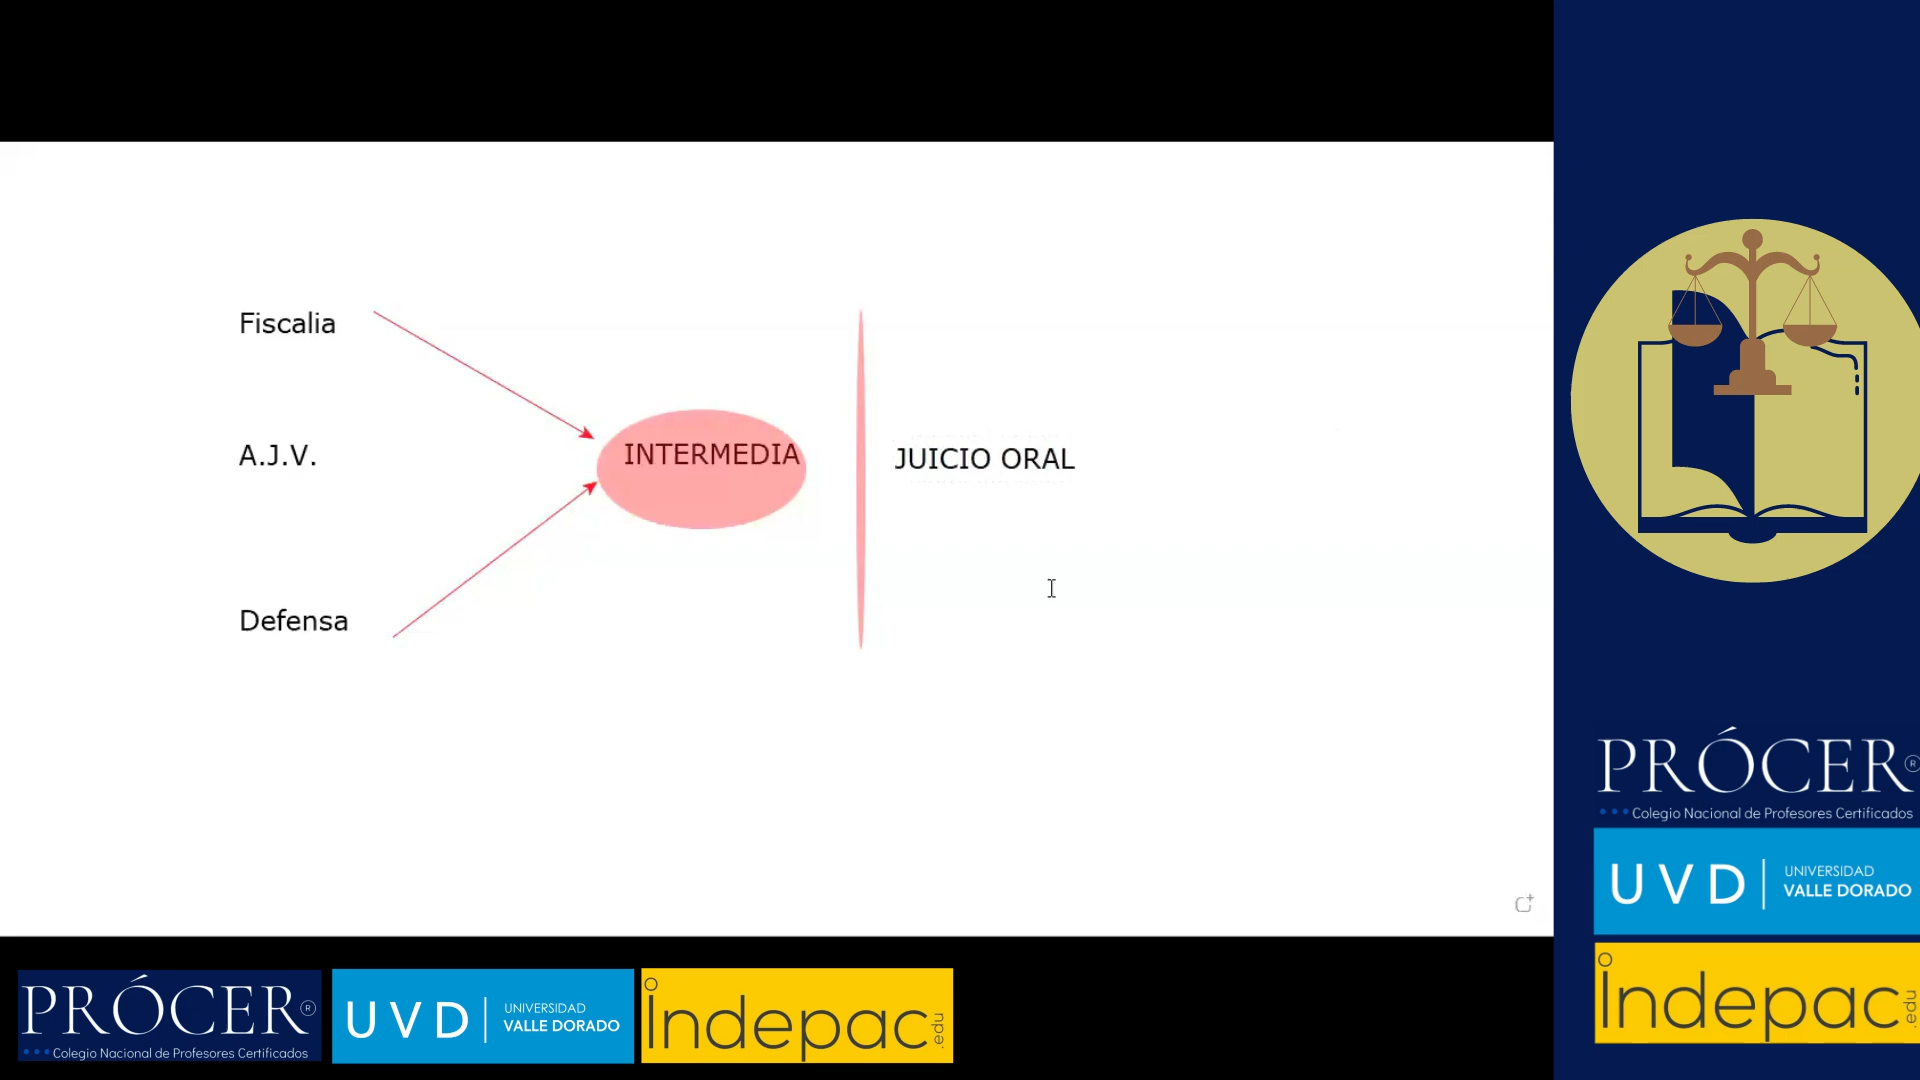 Fiscalia
A.J.V.
INTERMEDIA
JUICIO ORAL
Defensa
PRÓCER®
Colegio Nacional de Profesores Certificados
UVD
UNIVERSIDAD
VALLE DORADO
indepac
.edu
PRÓCER®
Colegio Nacional de Profesores Certificados
UVD
UNIVERSIDAD
VALLE DORADO
indepac
.edu